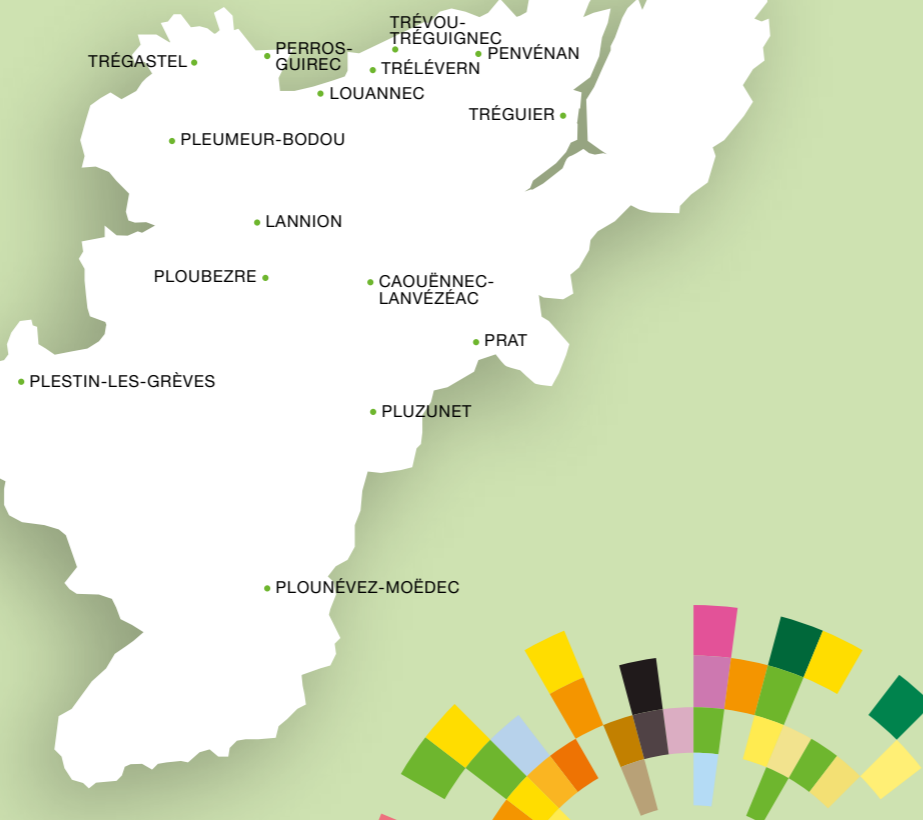 TRÉVOU-
TRÉGUIGNEC
PERROS-
GUIREC
PENVÉNAN
TRÉGASTEL
TRÉLÉVERN
LOUANNEC
TRÉGUIER
PLEUMEUR-BODOU
LANNION
PLOUBEZRE
CAOUËNNEC-
LANVÉZÉAC
PRAT
PLESTIN-LES-GRÈVES
PLUZUNET
PLOUNÉVEZ-MOËDEC